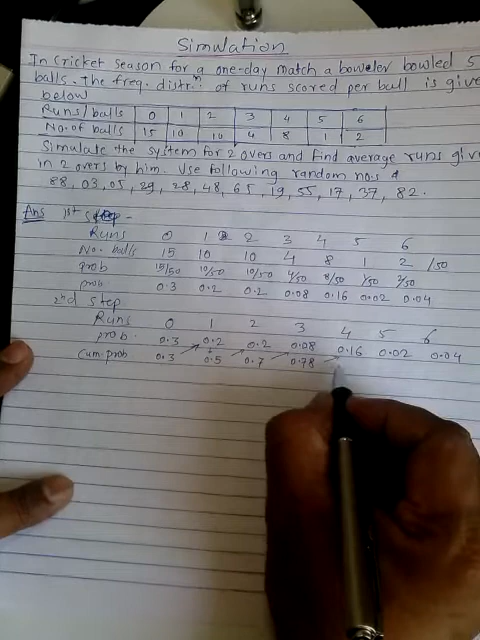 Simulation
In Cricket season for a one-day match a bowler bowled 5
balls. The freq. distrn of runs scored per ball is give
below
Runs/balls 0 1 2 3 4 5 6
No. of balls 15 10 10 4 8 1 2
Simulate the system for 2 overs and find average runs giv
in 2 overs by him. Use following random no.s
88, 03, 05, 29, 28, 48, 65, 19, 55, 17, 37, 82.
Ans 1st step -
Runs 0 1 2 3 4 5 6
No. balls 15 10 10 4 8 1 2 /50
prob 15/50 10/50 10/50 4/50 8/50 1/50 2/50
prob 0.3 0.2 0.2 0.08 0.16 0.02 0.04
2nd step
Runs 0 1 2 3 4 5 6
prob. 0.3 0.2 0.2 0.08 0.16 0.02 0.04
Cum.prob 0.3 0.5 0.7 0.78